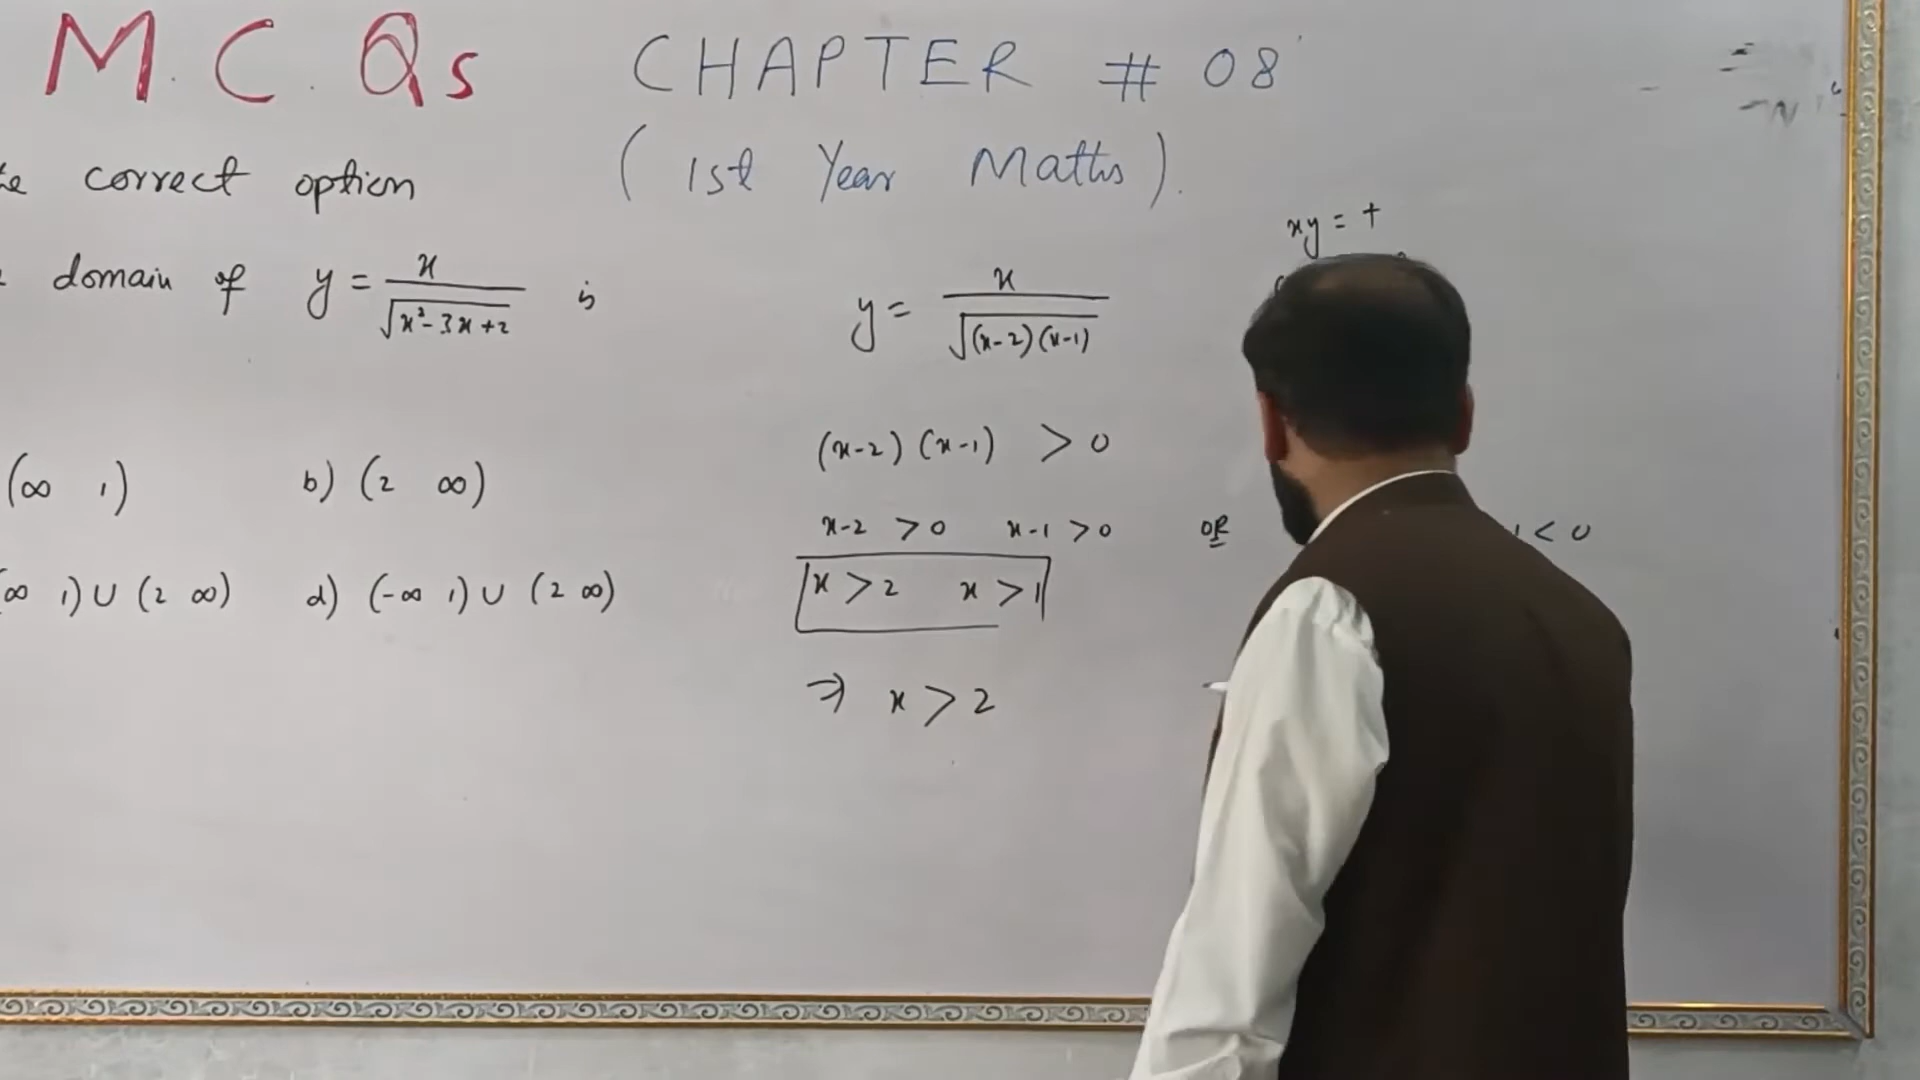 M.C.Qs CHAPTER # 08
(1st Year Maths).
correct option
domain of y = x / √(x²-3x+2) is
y = x / √((x-2)(x-1))
xy = +
(x-2)(x-1) > 0
(∞ 1) b) (2 ∞)
x-2 > 0 x-1 > 0 OR < 0
∞ 1) ∪ (2 ∞) d) (-∞ 1) ∪ (2 ∞)
x > 2 x > 1
⇒ x > 2